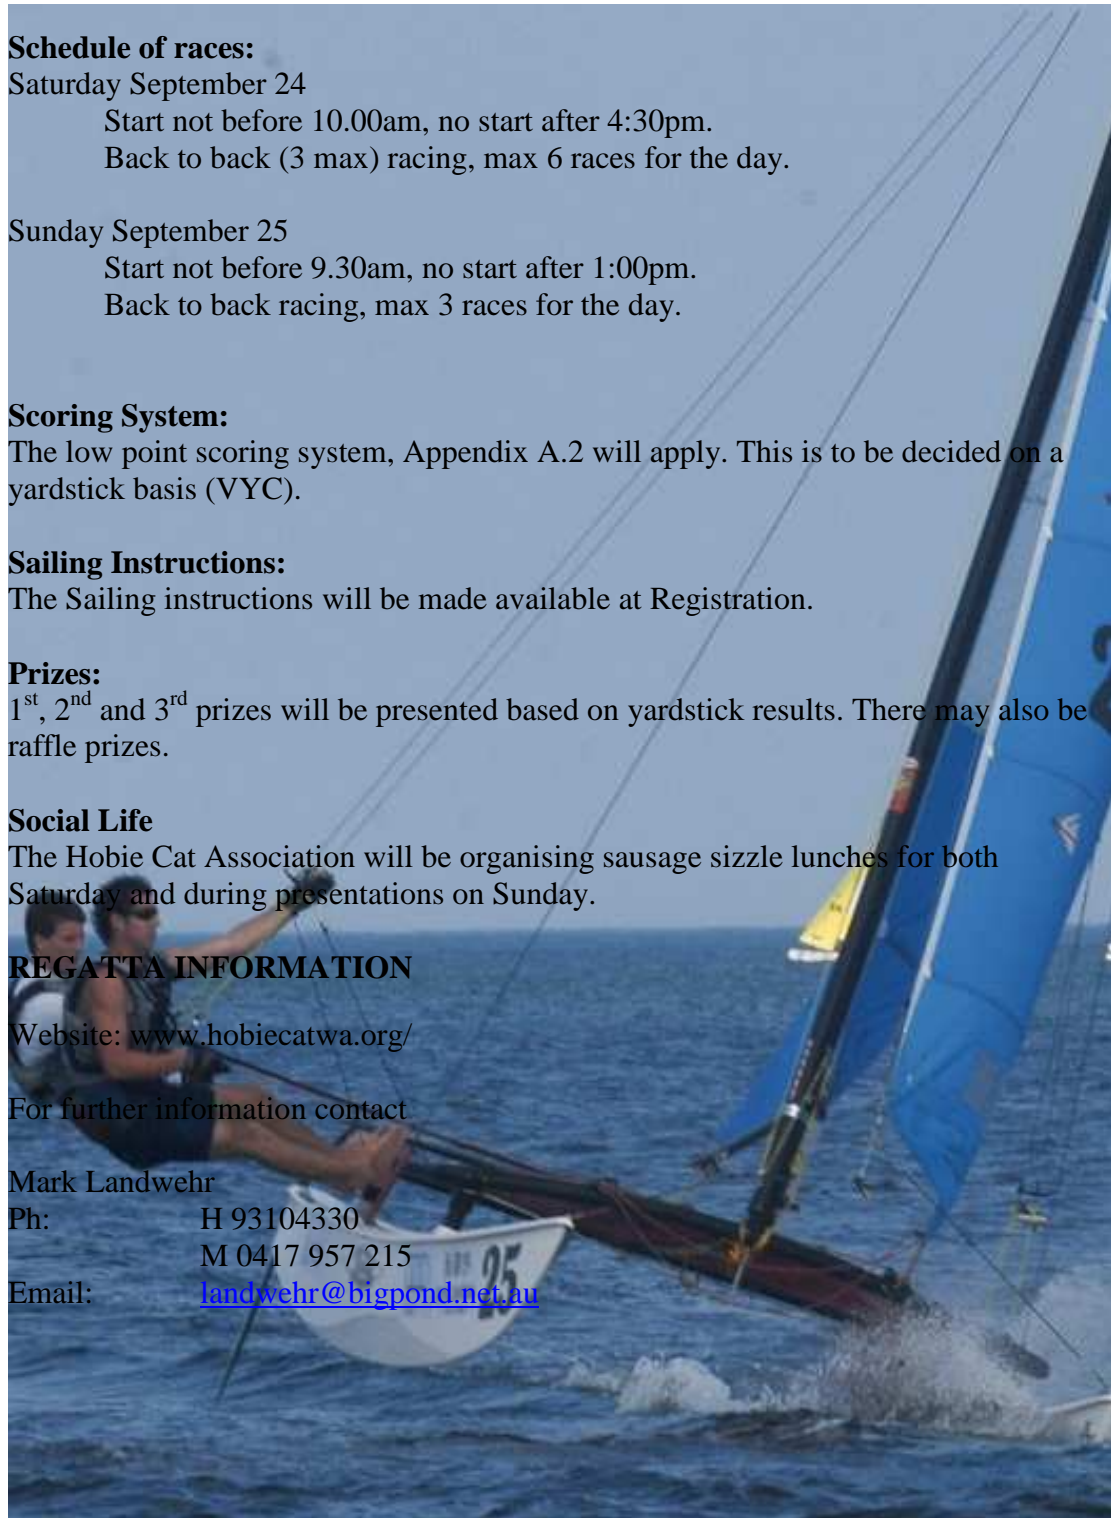 Schedule of races:
Saturday September 24
Start not before 10.00am, no start after 4:30pm.
Back to back (3 max) racing, max 6 races for the day.
Sunday September 25
Start not before 9.30am, no start after 1:00pm.
Back to back racing, max 3 races for the day.
Scoring System:
The low point scoring system, Appendix A.2 will apply. This is to be decided on a
yardstick basis (VYC).
Sailing Instructions:
The Sailing instructions will be made available at Registration.
Prizes:
1st, 2nd and 3rd prizes will be presented based on yardstick results. There may also be
raffle prizes.
Social Life
The Hobie Cat Association will be organising sausage sizzle lunches for both
Saturday and during presentations on Sunday.
REGATTA INFORMATION
Website: www.hobiecatwa.org/
For further information contact
Mark Landwehr
Ph: H 93104330
M 0417 957 215
Email: landwehr@bigpond.net.au
25